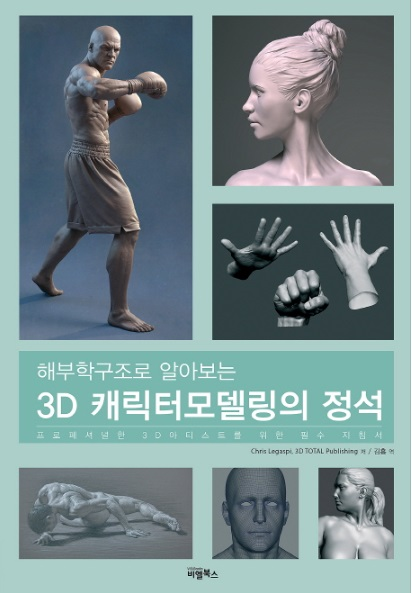 해부학구조로 알아보는
3D 캐릭터모델링의 정석
프로페셔널한 3D아티스트를 위한 필수 지침서
Chris Legaspi, 3D TOTAL Publishing 저 / 김홈 역
비엘북스